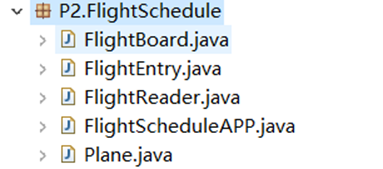 P2.FlightSchedule
FlightBoard.java
FlightEntry.java
FlightReader.java
FlightScheduleAPP.java
Plane.java